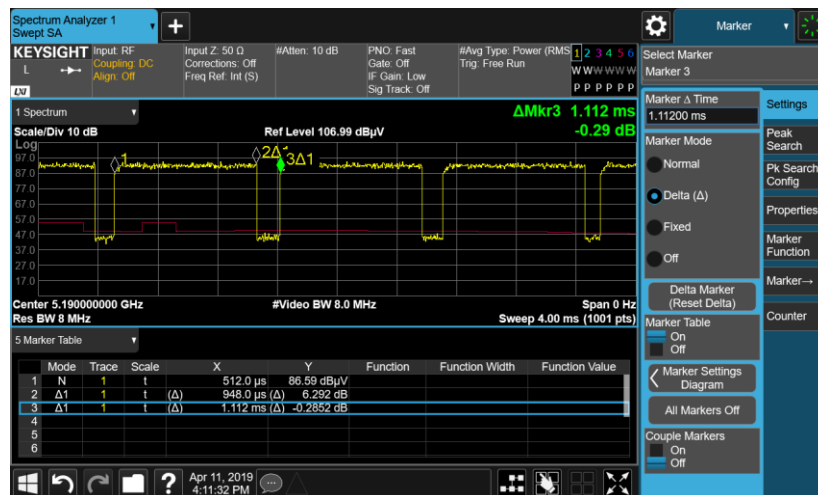 Spectrum Analyzer 1
Swept SA
Marker
KEYSIGHT
L
LXI
Input: RF
Coupling: DC
Align: Off
Input Z: 50 Ω
Corrections: Off
Freq Ref: Int (S)
#Atten: 10 dB
PNO: Fast
Gate: Off
IF Gain: Low
Sig Track: Off
#Avg Type: Power (RMS
Trig: Free Run
1 2 3 4 5 6
W W W W W W
P P P P P P
1 Spectrum
ΔMkr3 1.112 ms
-0.29 dB
Scale/Div 10 dB
Ref Level 106.99 dBµV
Log
97.0
87.0
77.0
67.0
57.0
47.0
37.0
27.0
17.0
1
3Δ1
Center 5.190000000 GHz
#Video BW 8.0 MHz
Span 0 Hz
Res BW 8 MHz
Sweep 4.00 ms (1001 pts)
5 Marker Table
Mode Trace Scale X Y Function Function Width Function Value
1 N 1 t 512.0 µs 86.59 dBµV
2 Δ1 1 t (Δ) 948.0 µs (Δ) 6.292 dB
3 Δ1 1 t (Δ) 1.112 ms (Δ) -0.2852 dB
4
5
6
?
Apr 11, 2019
4:11:32 PM
Select Marker
Marker 3
Marker Δ Time
1.11200 ms
Marker Mode
Normal
Delta (Δ)
Fixed
Off
Delta Marker
(Reset Delta)
Marker Table
On
Off
Marker Settings
Diagram
All Markers Off
Couple Markers
On
Off
Settings
Peak
Search
Pk Search
Config
Properties
Marker
Function
Marker→
Counter